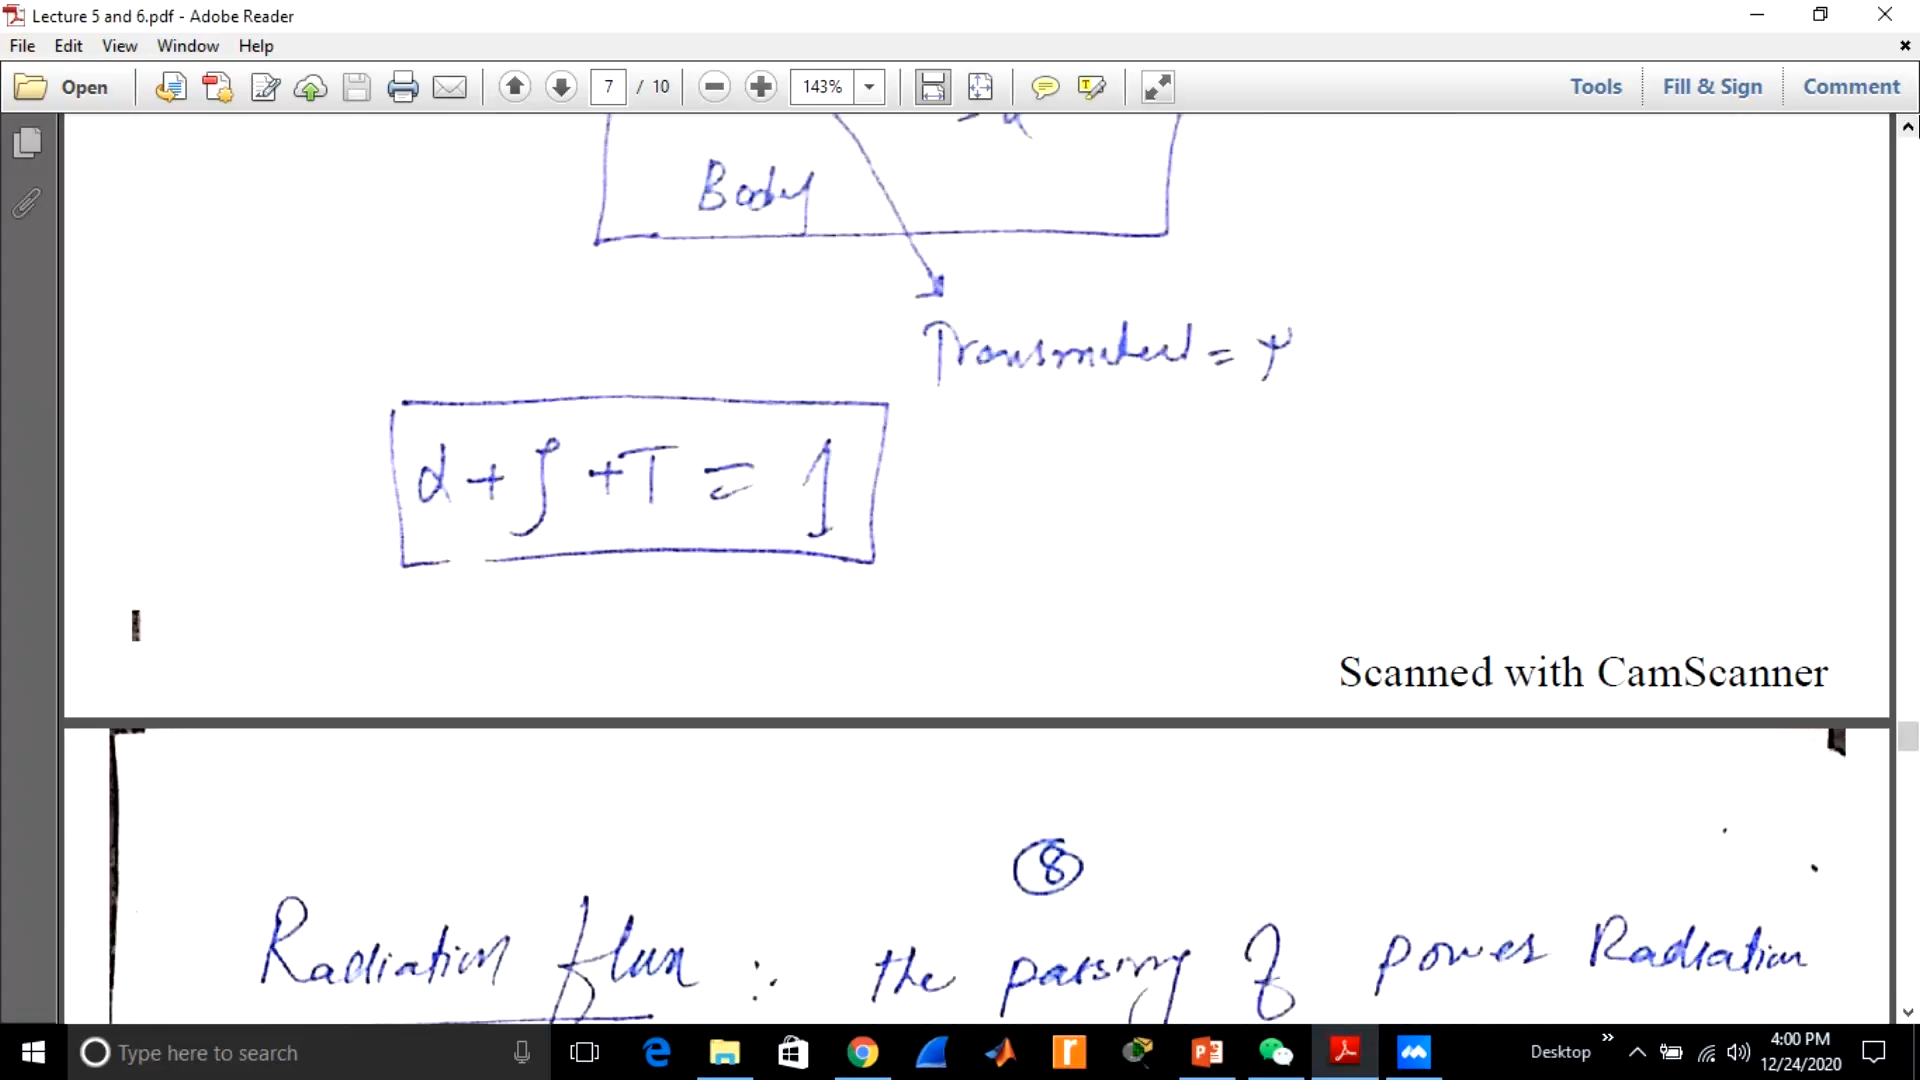 Lecture 5 and 6.pdf - Adobe Reader
File Edit View Window Help
Open 7 / 10 143% Tools Fill & Sign Comment
= α
Body
Transmitted = τ
α + ρ + T = 1
Scanned with CamScanner
8
Radiation flux :. the passing of power Radiation
Type here to search
Desktop
4:00 PM
12/24/2020